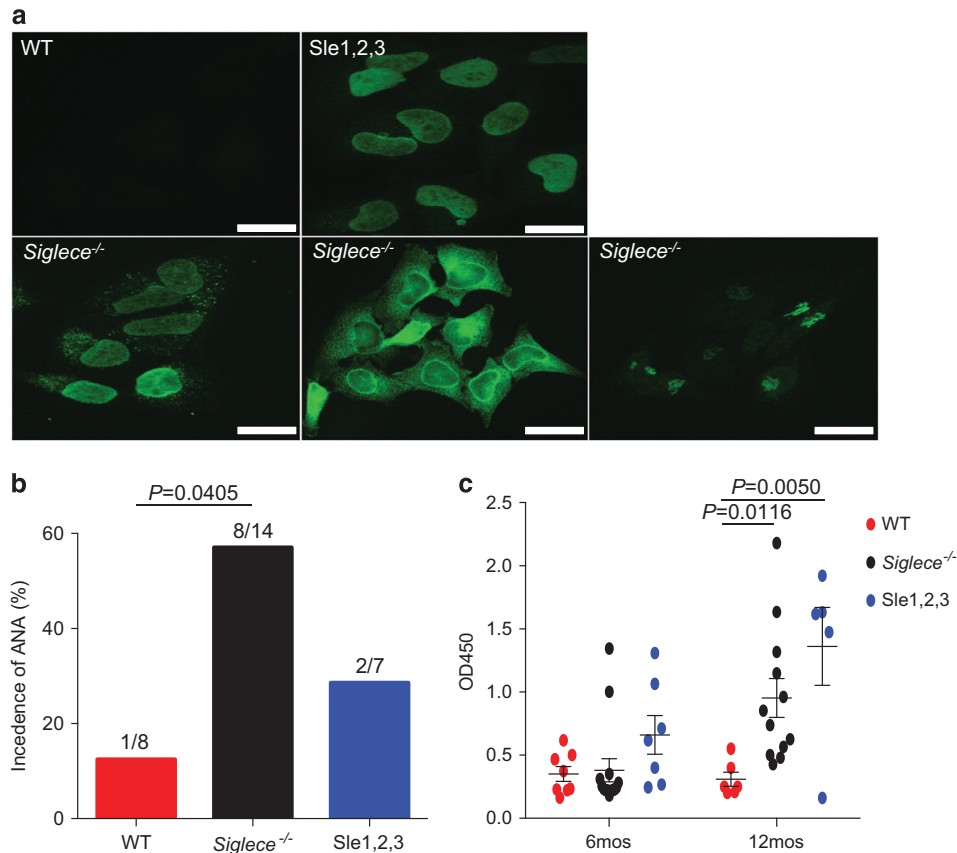 a
WT
Sle1,2,3
Siglece-/-
Siglece-/-
Siglece-/-
b
P=0.0405
60
40
20
0
Incedence of ANA (%)
1/8
8/14
2/7
WT
Siglece-/-
Sle1,2,3
c
P=0.0050
P=0.0116
2.5
2.0
1.5
1.0
0.5
0.0
OD450
6mos
12mos
WT
Siglece-/-
Sle1,2,3